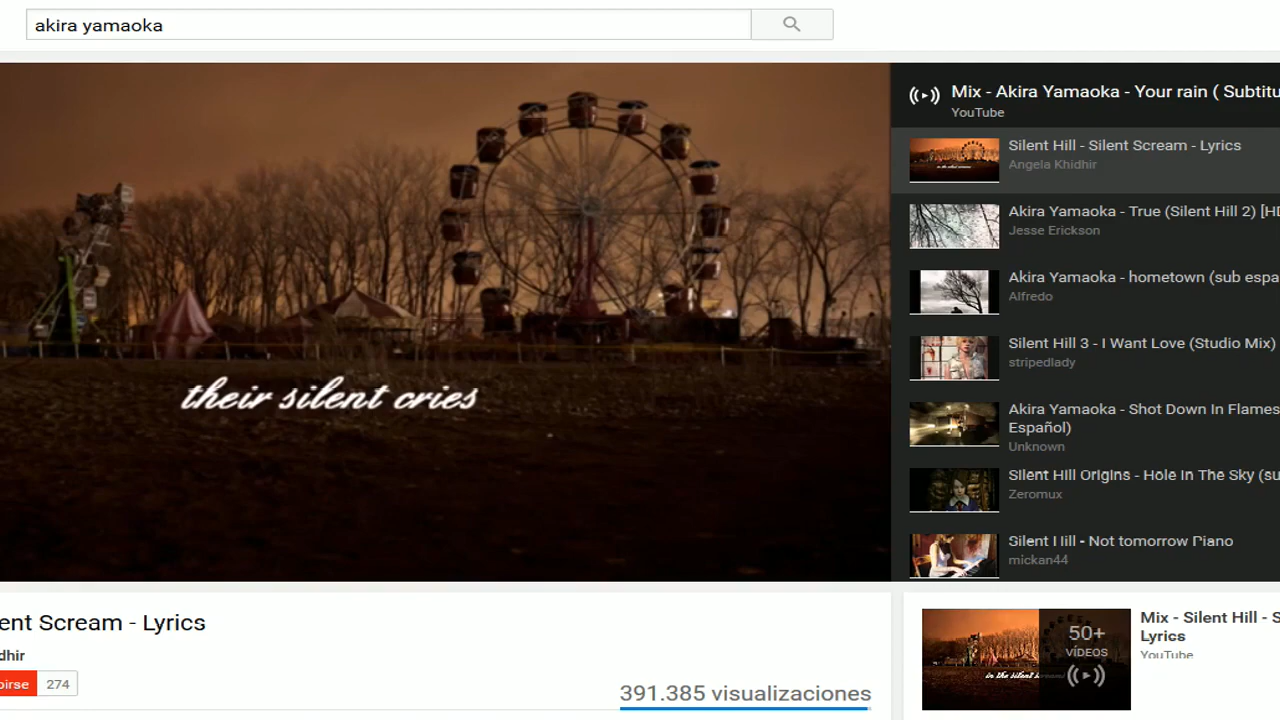 akira yamaoka
their silent cries
Mix - Akira Yamaoka - Your rain ( Subtitu
YouTube
Silent Hill - Silent Scream - Lyrics
Angela Khidhir
Akira Yamaoka - True (Silent Hill 2) [HD
Jesse Erickson
Akira Yamaoka - hometown (sub espa
Alfredo
Silent Hill 3 - I Want Love (Studio Mix)
stripedlady
Akira Yamaoka - Shot Down In Flames
Español)
Unknown
Silent Hill Origins - Hole In The Sky (su
Zeromux
Silent Hill - Not tomorrow Piano
mickan44
ent Scream - Lyrics
dhir
birse 274
391.385 visualizaciones
50+
VÍDEOS
in the silent
Mix - Silent Hill - S
Lyrics
YouTube